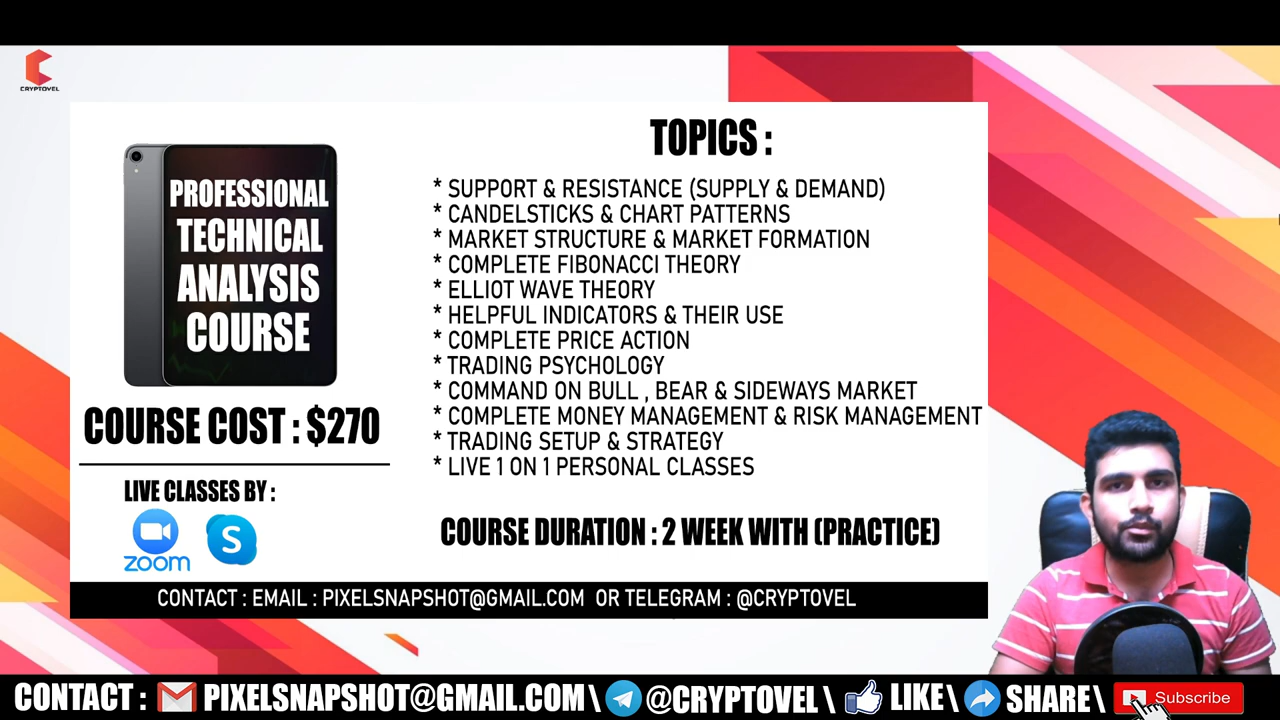 CRYPTOVEL
PROFESSIONAL
TECHNICAL
ANALYSIS
COURSE
COURSE COST : $270
LIVE CLASSES BY :
zoom
S
TOPICS :
* SUPPORT & RESISTANCE (SUPPLY & DEMAND)
* CANDELSTICKS & CHART PATTERNS
* MARKET STRUCTURE & MARKET FORMATION
* COMPLETE FIBONACCI THEORY
* ELLIOT WAVE THEORY
* HELPFUL INDICATORS & THEIR USE
* COMPLETE PRICE ACTION
* TRADING PSYCHOLOGY
* COMMAND ON BULL , BEAR & SIDEWAYS MARKET
* COMPLETE MONEY MANAGEMENT & RISK MANAGEMENT
* TRADING SETUP & STRATEGY
* LIVE 1 ON 1 PERSONAL CLASSES
COURSE DURATION : 2 WEEK WITH (PRACTICE)
CONTACT : EMAIL : PIXELSNAPSHOT@GMAIL.COM OR TELEGRAM : @CRYPTOVEL
CONTACT : PIXELSNAPSHOT@GMAIL.COM \ @CRYPTOVEL \ LIKE \ SHARE \ Subscribe